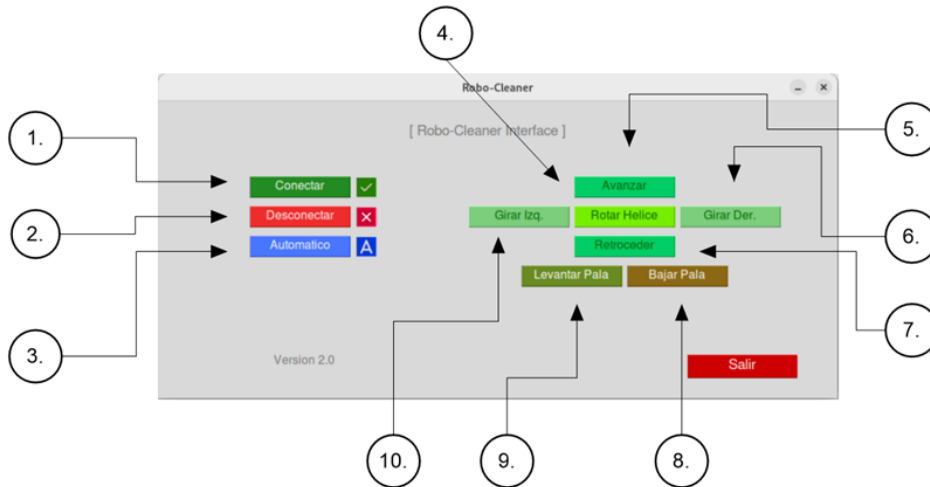 4.
Robo-Cleaner
[ Robo-Cleaner Interface ]
1.
5.
Conectar
Avanzar
2.
Desconectar
Girar Izq.
Rotar Helice
Girar Der.
6.
Automatico
A
Retroceder
Levantar Pala
Bajar Pala
3.
7.
Version 2.0
Salir
10.
9.
8.